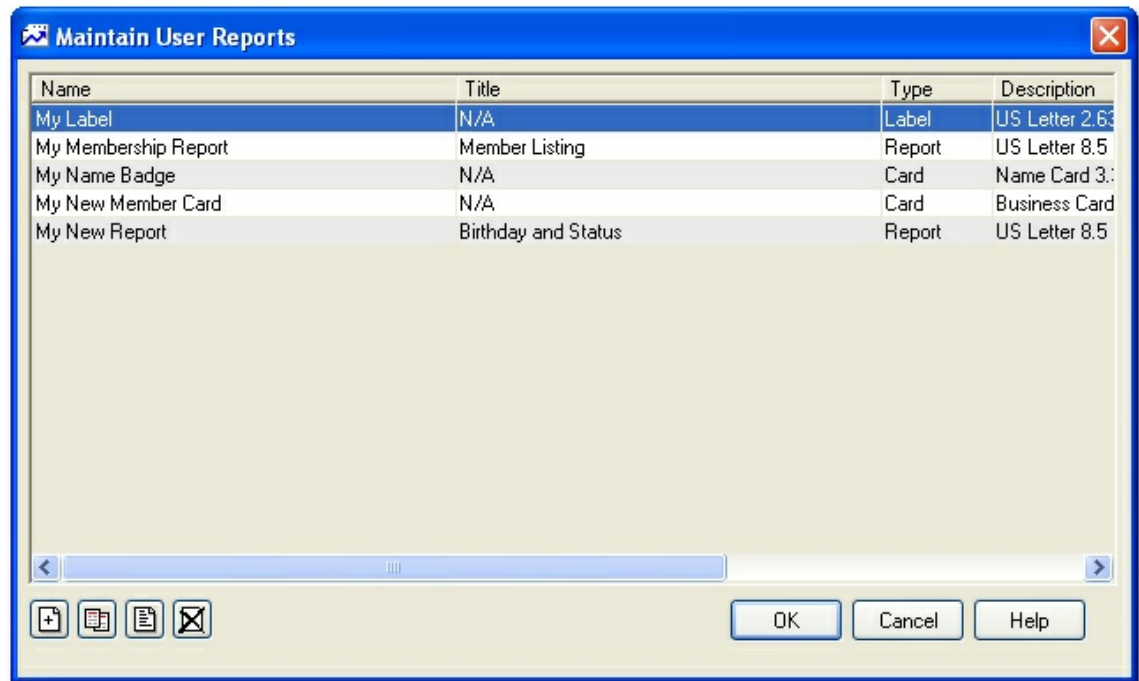 Maintain User Reports
Name Title Type Description
My Label N/A Label US Letter 2.63
My Membership Report Member Listing Report US Letter 8.5
My Name Badge N/A Card Name Card 3.
My New Member Card N/A Card Business Card
My New Report Birthday and Status Report US Letter 8.5
OK Cancel Help